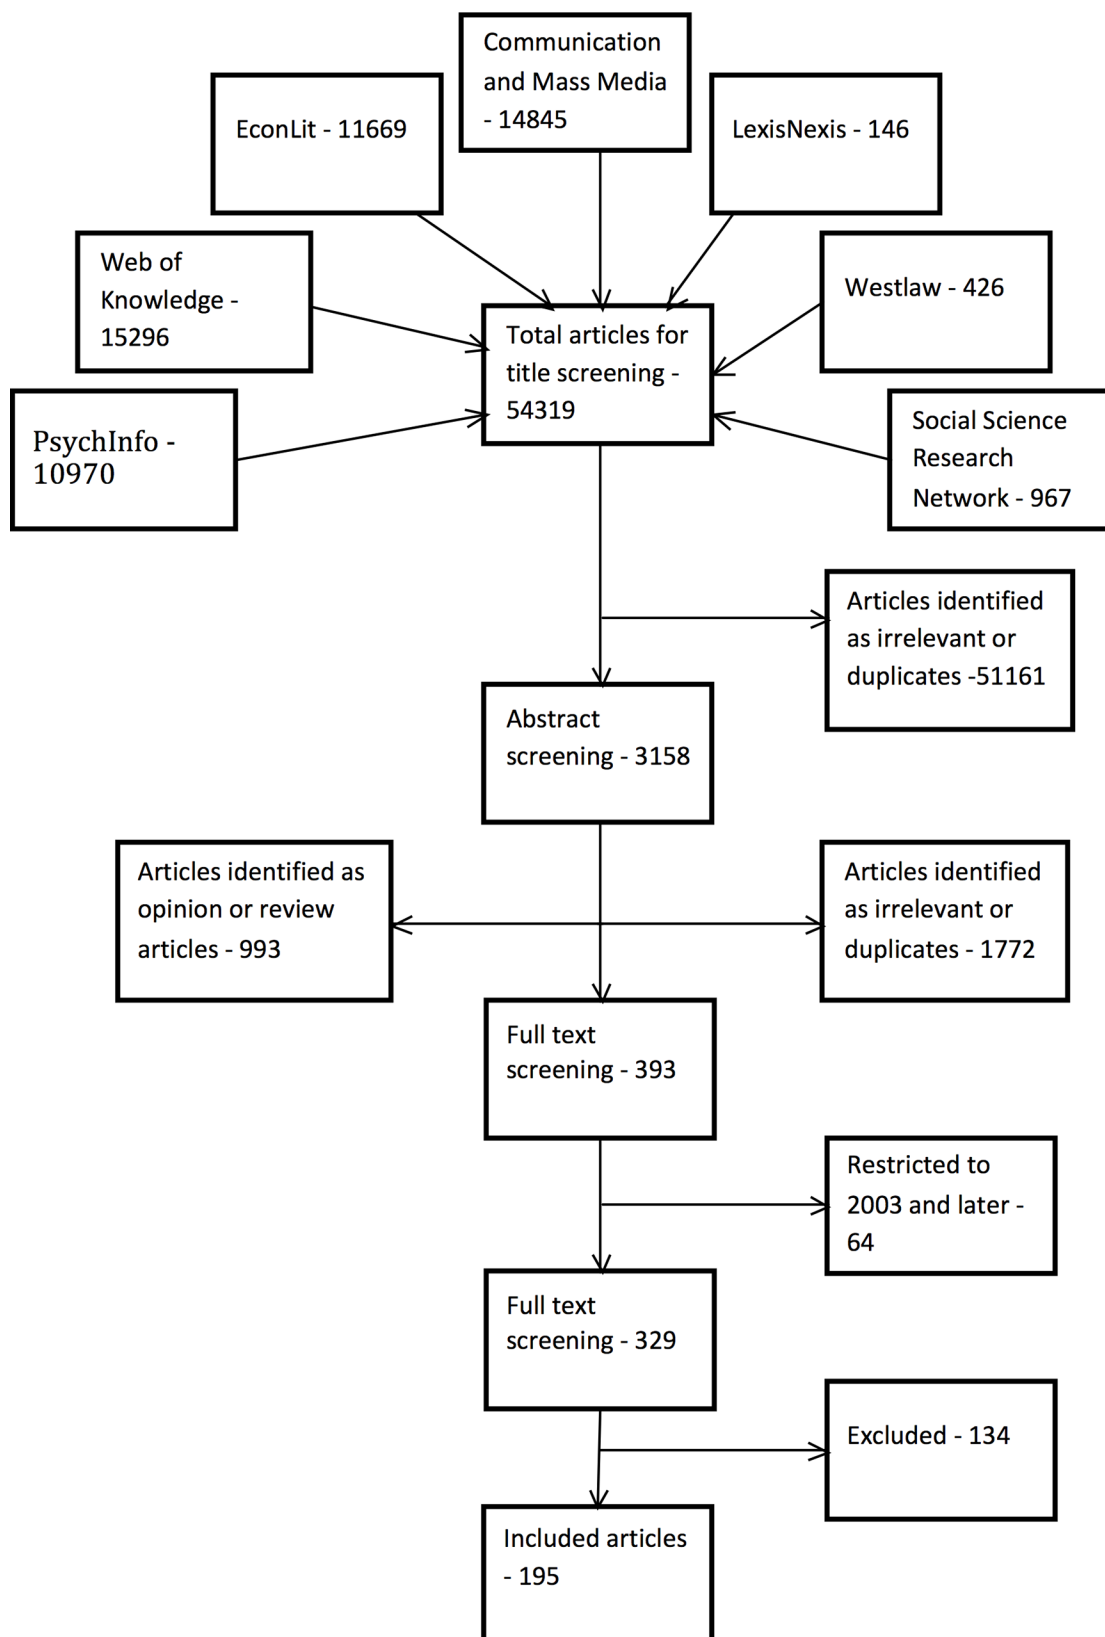 Communication
and Mass Media
- 14845
EconLit - 11669
LexisNexis - 146
Web of
Knowledge -
15296
Westlaw - 426
Total articles for
title screening -
54319
PsychInfo -
10970
Social Science
Research
Network - 967
Articles identified
as irrelevant or
duplicates -51161
Abstract
screening - 3158
Articles identified as
opinion or review
articles - 993
Articles identified
as irrelevant or
duplicates - 1772
Full text
screening - 393
Restricted to
2003 and later -
64
Full text
screening - 329
Excluded - 134
Included articles
- 195